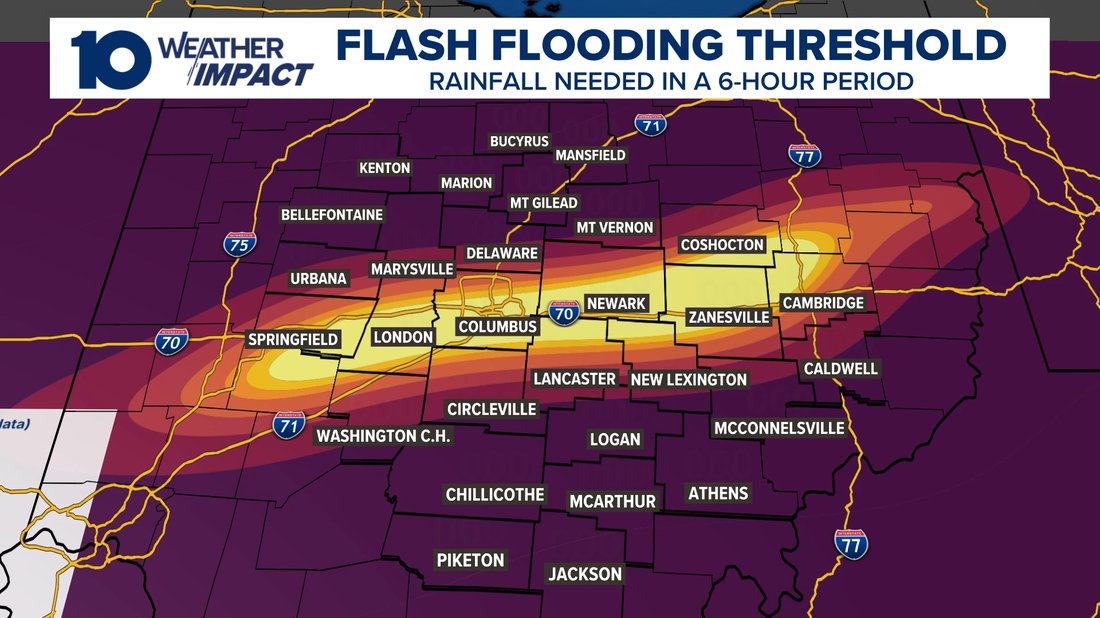 10 WEATHER IMPACT
FLASH FLOODING THRESHOLD
RAINFALL NEEDED IN A 6-HOUR PERIOD
71
BUCYRUS
MANSFIELD
77
KENTON
MARION
MT GILEAD
BELLEFONTAINE
MT VERNON
75
COSHOCTON
DELAWARE
MARYSVILLE
URBANA
NEWARK
CAMBRIDGE
70
ZANESVILLE
COLUMBUS
SPRINGFIELD
LONDON
70
CALDWELL
LANCASTER
NEW LEXINGTON
CIRCLEVILLE
data)
71
MCCONNELSVILLE
WASHINGTON C.H.
LOGAN
CHILLICOTHE
MCARTHUR
ATHENS
77
PIKETON
JACKSON